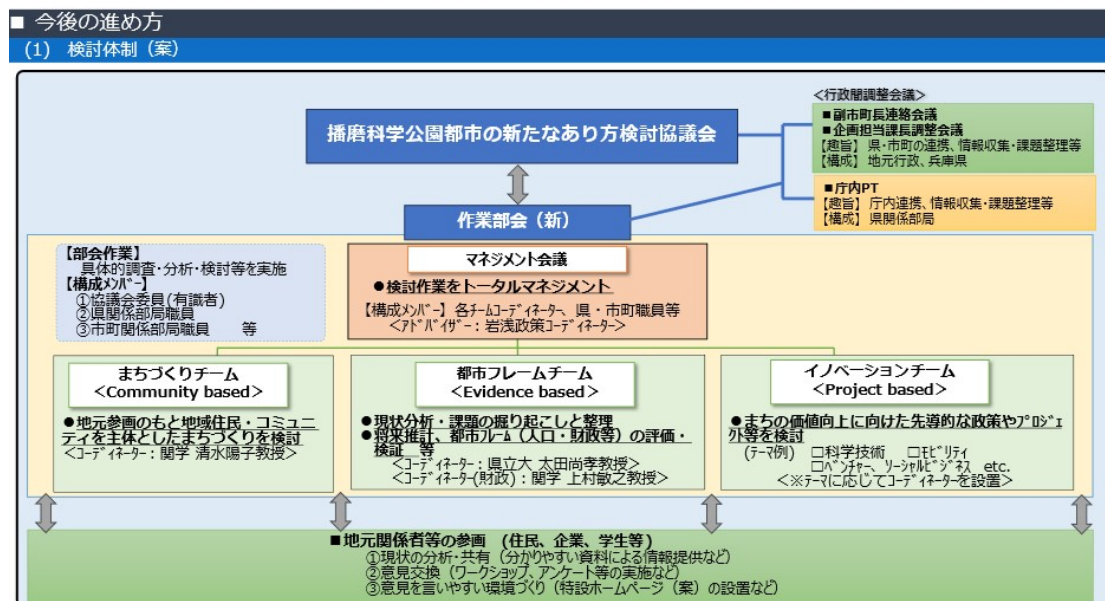 ■ 今後の進め方
(1) 検討体制（案）
＜行政間調整会議＞
■副市町長連絡会議
■企画担当課長調整会議
【趣旨】県・市町の連携、情報収集・課題整理等
【構成】地元行政、兵庫県
播磨科学公園都市の新たなあり方検討協議会
■庁内PT
【趣旨】庁内連携、情報収集・課題整理等
【構成】県関係部局
作業部会（新）
【部会作業】
具体的調査・分析・検討等を実施
【構成ﾒﾝﾊﾞｰ】
①協議会委員(有識者)
②県関係部局職員
③市町関係部局職員 等
マネジメント会議
●検討作業をトータルマネジメント
【構成ﾒﾝﾊﾞｰ】各ﾁｰﾑｺｰﾃﾞｨﾈｰﾀｰ、県・市町職員等
＜ｱﾄﾞﾊﾞｲｻﾞｰ：岩浅政策ｺｰﾃﾞｨﾈｰﾀｰ＞
まちづくりチーム
<Community based>
●地元参画のもと地域住民・コミュニ
ティを主体としたまちづくりを検討
＜ｺｰﾃﾞｨﾈｰﾀｰ：関学 清水陽子教授＞
都市フレームチーム
<Evidence based>
●現状分析・課題の掘り起こしと整理
●将来推計、都市ﾌﾚｰﾑ（人口・財政等）の評価・
検証 等
＜ｺｰﾃﾞｨﾈｰﾀｰ：県立大 太田尚孝教授＞
＜ｺｰﾃﾞｨﾈｰﾀｰ(財政)：関学 上村敏之教授＞
イノベーションチーム
<Project based>
●まちの価値向上に向けた先導的な政策やﾌﾟﾛｼﾞｪ
ｸﾄ等を検討
(テーマ例) □科学技術 □ﾓﾋﾞﾘﾃｨ
□ﾍﾞﾝﾁｬｰ、ｿｰｼｬﾙﾋﾞｼﾞﾈｽ etc.
＜※ﾃｰﾏに応じてｺｰﾃﾞｨﾈｰﾀｰを設置＞
■地元関係者等の参画 (住民、企業、学生等)
①現状の分析・共有（分かりやすい資料による情報提供など）
②意見交換（ワークショップ、アンケート等の実施など）
③意見を言いやすい環境づくり（特設ホームページ（案）の設置など）